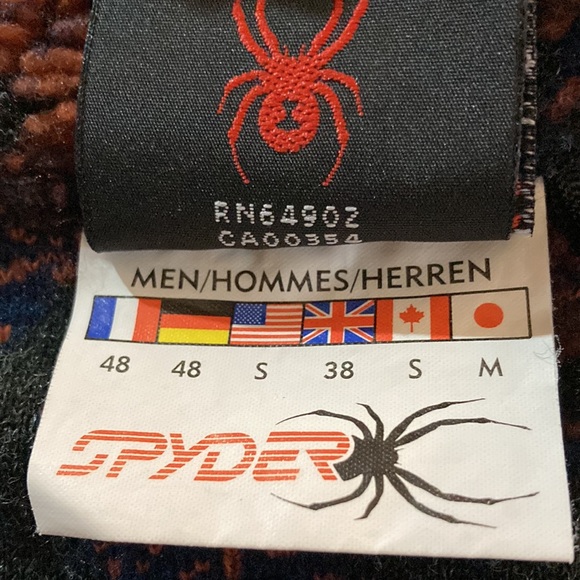 RN64902
CA00354
MEN/HOMMES/HERREN
48 48 S 38 S M
SPYDER